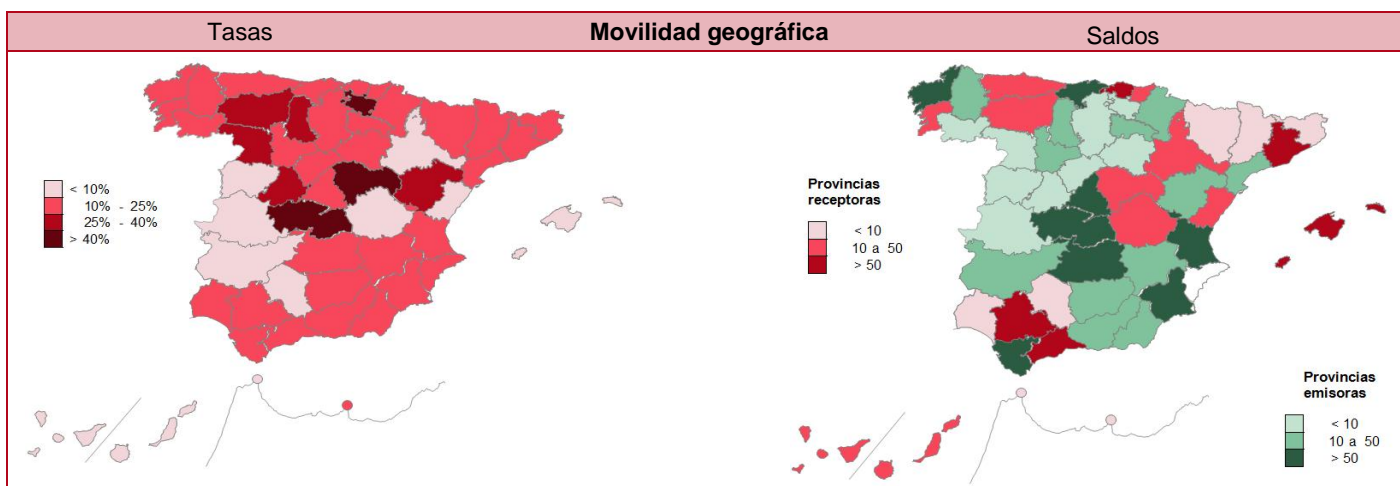 Tasas
Movilidad geográfica
Saldos
< 10%
10% - 25%
25% - 40%
> 40%
Provincias
receptoras
< 10
10 a 50
> 50
Provincias
emisoras
< 10
10 a 50
> 50